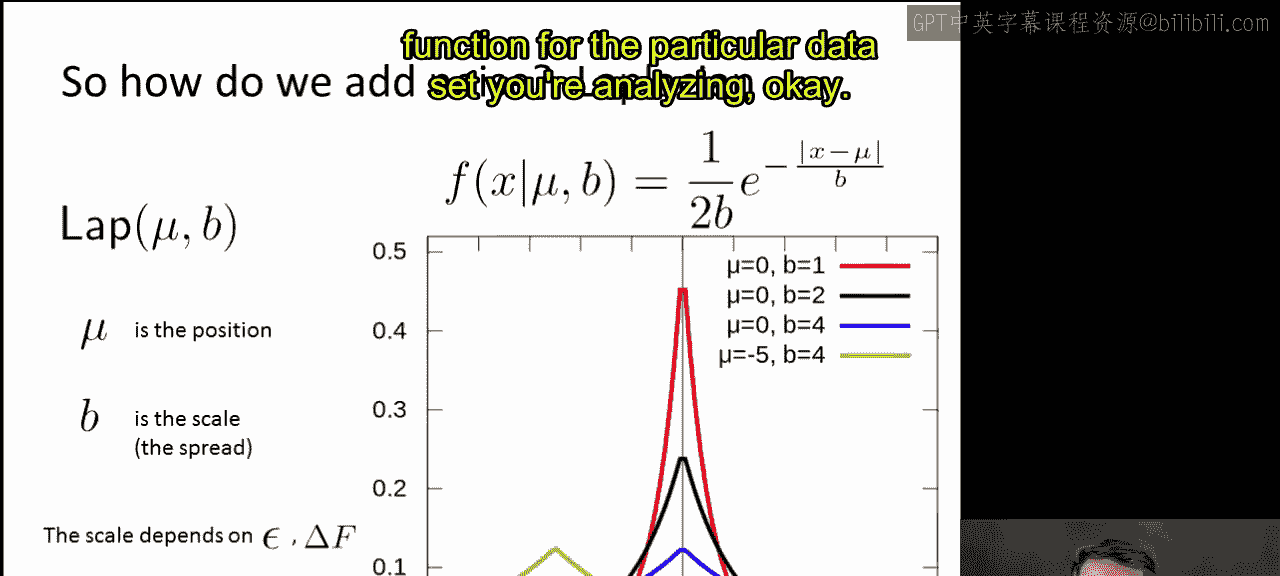 GPT中英字幕课程资源@bilibili.com
function for the particular data
set you're analyzing, okay.
So how do we add
f(x|μ, b) = \frac{1}{2b} e^{-\frac{|x-μ|}{b}}
Lap(μ, b)
μ is the position
b is the scale
(the spread)
The scale depends on ϵ , ΔF
0.5
0.4
0.3
0.2
0.1
μ=0, b=1
μ=0, b=2
μ=0, b=4
μ=-5, b=4